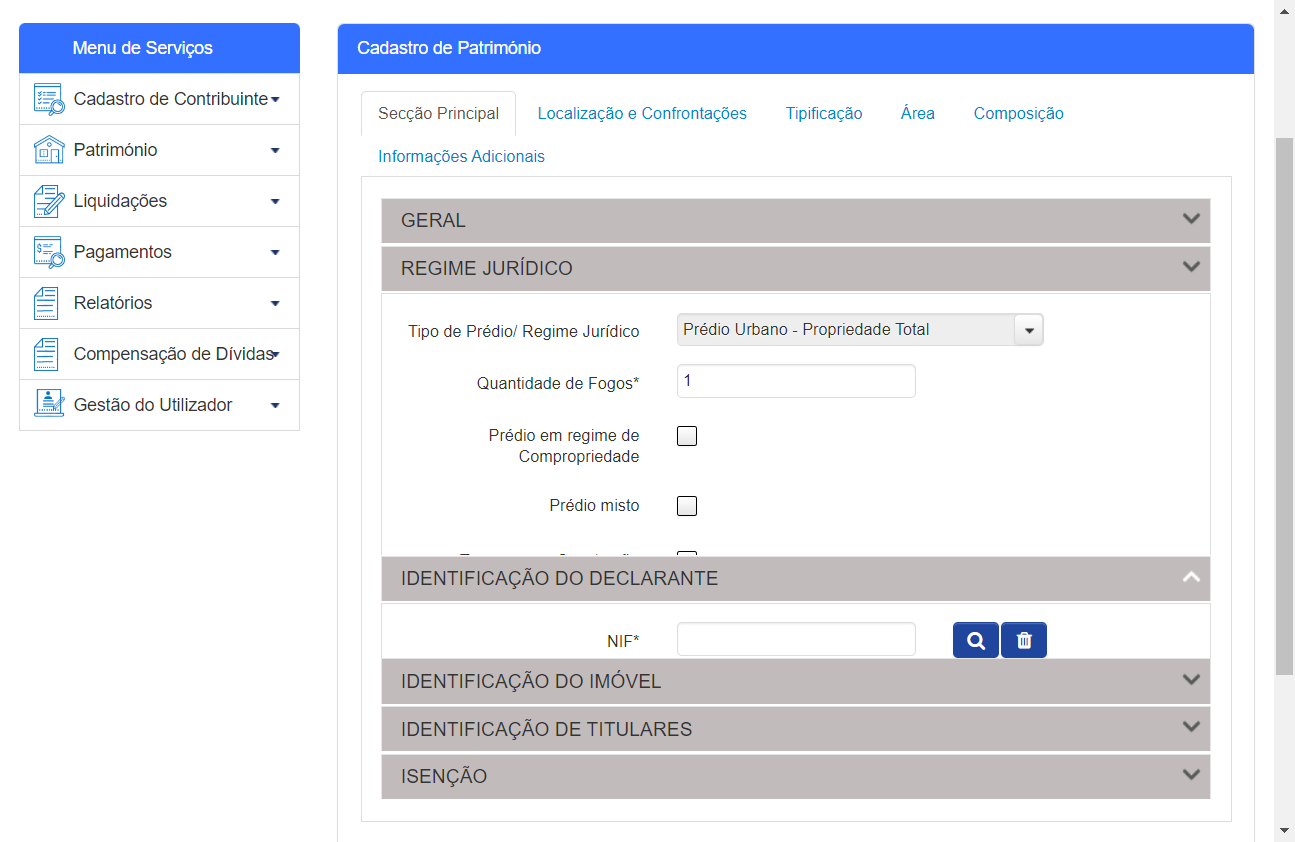 Menu de Serviços
Cadastro de Contribuinte
Património
Liquidações
Pagamentos
Relatórios
Compensação de Dívidas
Gestão do Utilizador
Cadastro de Património
Secção Principal
Localização e Confrontações
Tipificação
Área
Composição
Informações Adicionais
GERAL
REGIME JURÍDICO
Tipo de Prédio/ Regime Jurídico
Prédio Urbano - Propriedade Total
Quantidade de Fogos*
1
Prédio em regime de
Compropriedade
Prédio misto
IDENTIFICAÇÃO DO DECLARANTE
NIF*
IDENTIFICAÇÃO DO IMÓVEL
IDENTIFICAÇÃO DE TITULARES
ISENÇÃO